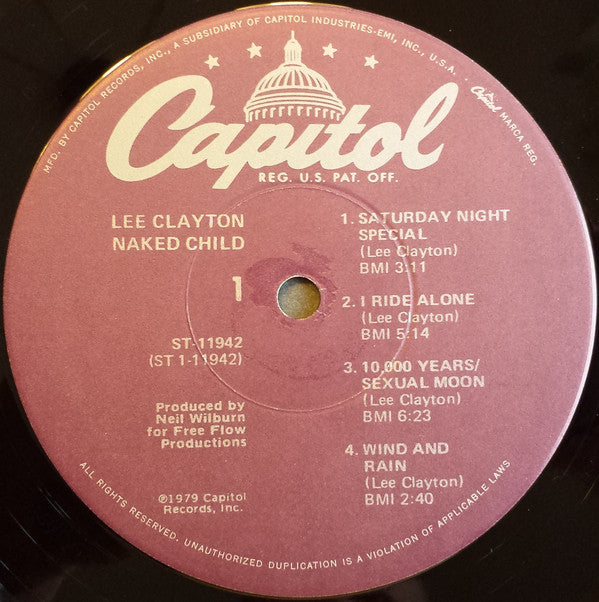 MFD. BY CAPITOL RECORDS, INC., A SUBSIDIARY OF CAPITOL INDUSTRIES-EMI, INC., U.S.A. . Capitol MARCA REG.
Capitol
REG. U.S. PAT. OFF.
LEE CLAYTON
NAKED CHILD
1
ST-11942
(ST 1-11942)
Produced by
Neil Wilburn
for Free Flow
Productions
℗1979 Capitol
Records, Inc.
1. SATURDAY NIGHT
SPECIAL
(Lee Clayton)
BMI 3:11
2. I RIDE ALONE
(Lee Clayton)
BMI 5:14
3. 10,000 YEARS/
SEXUAL MOON
(Lee Clayton)
BMI 6:23
4. WIND AND
RAIN
(Lee Clayton)
BMI 2:40
ALL RIGHTS RESERVED. UNAUTHORIZED DUPLICATION IS A VIOLATION OF APPLICABLE LAWS